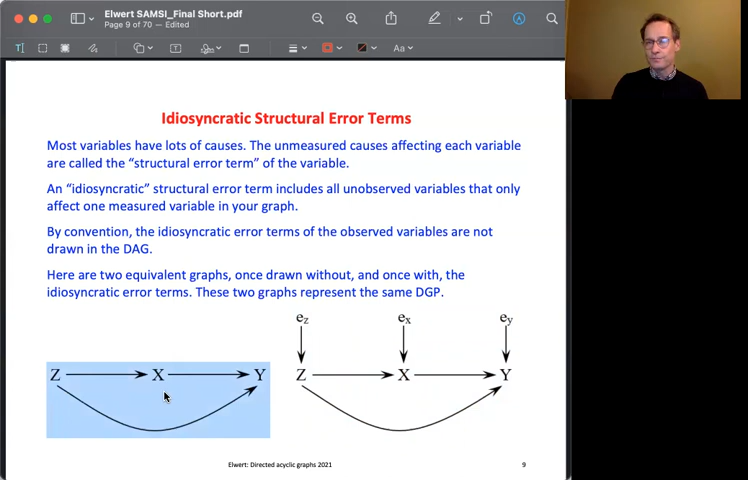 Elwert SAMSI_Final Short.pdf
Page 9 of 70 — Edited
Aa
Idiosyncratic Structural Error Terms
Most variables have lots of causes. The unmeasured causes affecting each variable
are called the “structural error term” of the variable.
An “idiosyncratic” structural error term includes all unobserved variables that only
affect one measured variable in your graph.
By convention, the idiosyncratic error terms of the observed variables are not
drawn in the DAG.
Here are two equivalent graphs, once drawn without, and once with, the
idiosyncratic error terms. These two graphs represent the same DGP.
ez ex ey
Z X Y Z X Y
Elwert: Directed acyclic graphs 2021 9